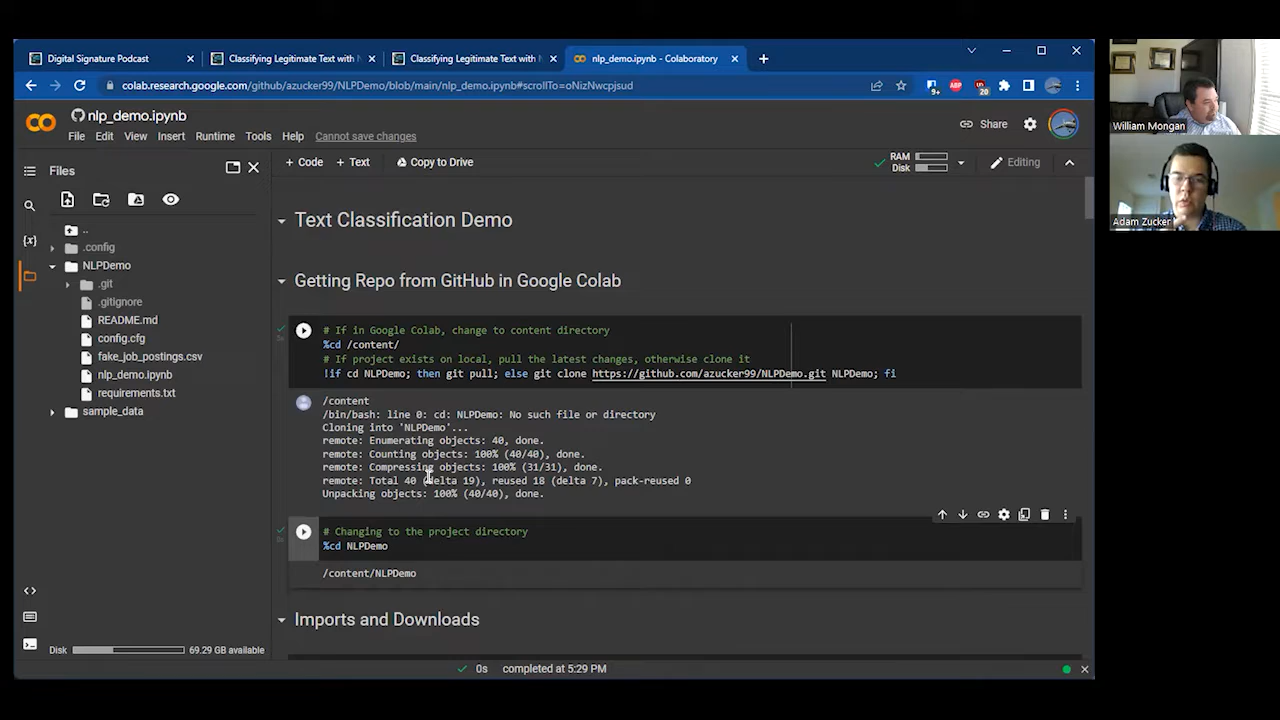 Digital Signature Podcast
Classifying Legitimate Text with N
Classifying Legitimate Text with N
nlp_demo.ipynb - Colaboratory
colab.research.google.com/github/azucker99/NLPDemo/blob/main/nlp_demo.ipynb#scrollTo=oNizNwcpjsud
9+
ABP
20
nlp_demo.ipynb
File Edit View Insert Runtime Tools Help Cannot save changes
Share
Files
+ Code + Text Copy to Drive
RAM
Disk
Editing
..
.config
NLPDemo
.git
.gitignore
README.md
config.cfg
fake_job_postings.csv
nlp_demo.ipynb
requirements.txt
sample_data
Disk 69.29 GB available
Text Classification Demo
Getting Repo from GitHub in Google Colab
# If in Google Colab, change to content directory
%cd /content/
# If project exists on local, pull the latest changes, otherwise clone it
!if cd NLPDemo; then git pull; else git clone https://github.com/azucker99/NLPDemo.git NLPDemo; fi
/content
/bin/bash: line 0: cd: NLPDemo: No such file or directory
Cloning into 'NLPDemo'...
remote: Enumerating objects: 40, done.
remote: Counting objects: 100% (40/40), done.
remote: Compressing objects: 100% (31/31), done.
remote: Total 40 (delta 19), reused 18 (delta 7), pack-reused 0
Unpacking objects: 100% (40/40), done.
# Changing to the project directory
%cd NLPDemo
/content/NLPDemo
Imports and Downloads
0s completed at 5:29 PM
William Mongan
Adam Zucker